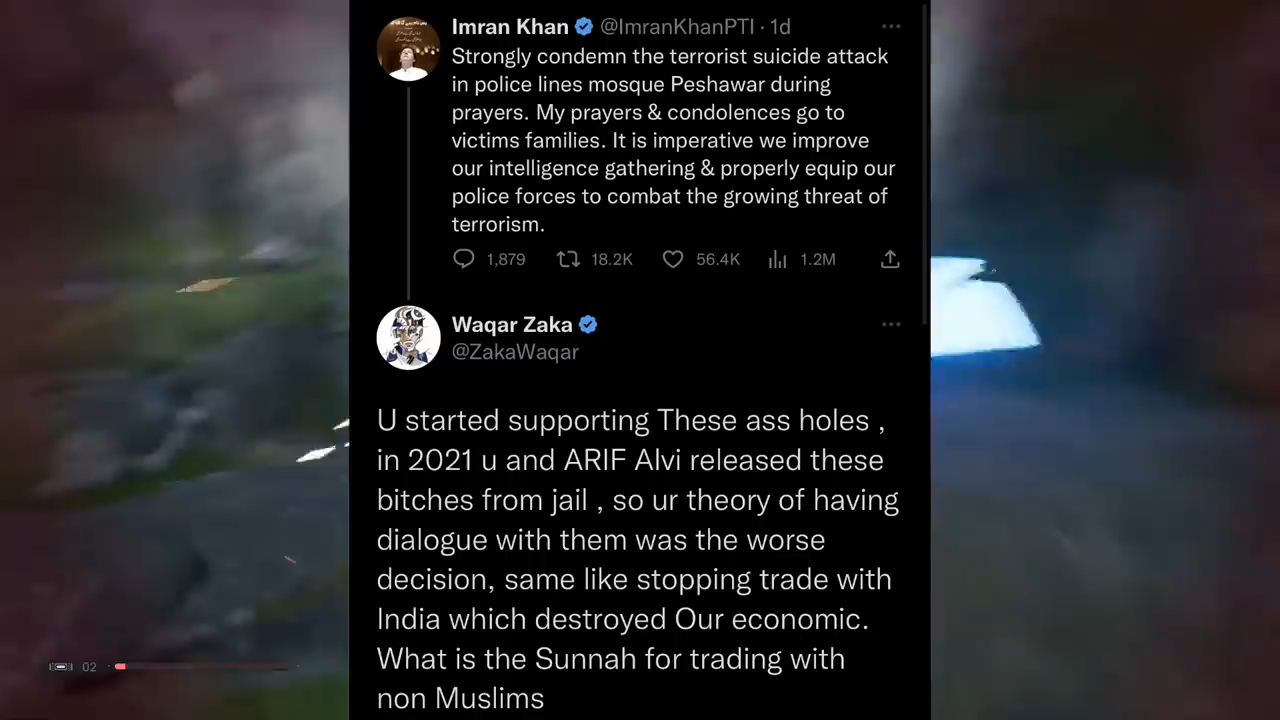 Imran Khan @ImranKhanPTI · 1d
Strongly condemn the terrorist suicide attack
in police lines mosque Peshawar during
prayers. My prayers & condolences go to
victims families. It is imperative we improve
our intelligence gathering & properly equip our
police forces to combat the growing threat of
terrorism.
1,879 18.2K 56.4K 1.2M
Waqar Zaka
@ZakaWaqar
U started supporting These ass holes ,
in 2021 u and ARIF Alvi released these
bitches from jail , so ur theory of having
dialogue with them was the worse
decision, same like stopping trade with
India which destroyed Our economic.
What is the Sunnah for trading with
non Muslims
02